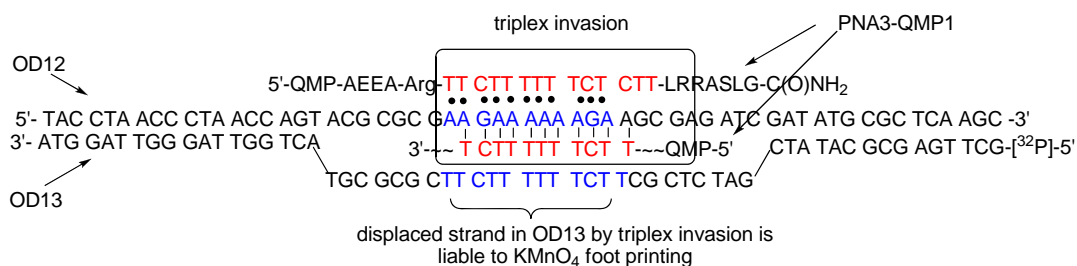 triplex invasion
PNA3-QMP1
OD12
5'-QMP-AEEA-Arg-TT CTT TTT TCT CTT-LRRASLG-C(O)NH2
5'- TAC CTA ACC CTA ACC AGT ACG CGC G AA GAA AAA AGA AGC GAG ATC GAT ATG CGC TCA AGC -3'
3'- ATG GAT TGG GAT TGG TCA
3'-~~ T CTTT TTT TCT T~~~QMP-5'
CTA TAC GCG AGT TCG-[32P]-5'
OD13
TGC GCG C TT CTT TTT TCT T CG CTC TAG
displaced strand in OD13 by triplex invasion is
liable to KMnO4 foot printing